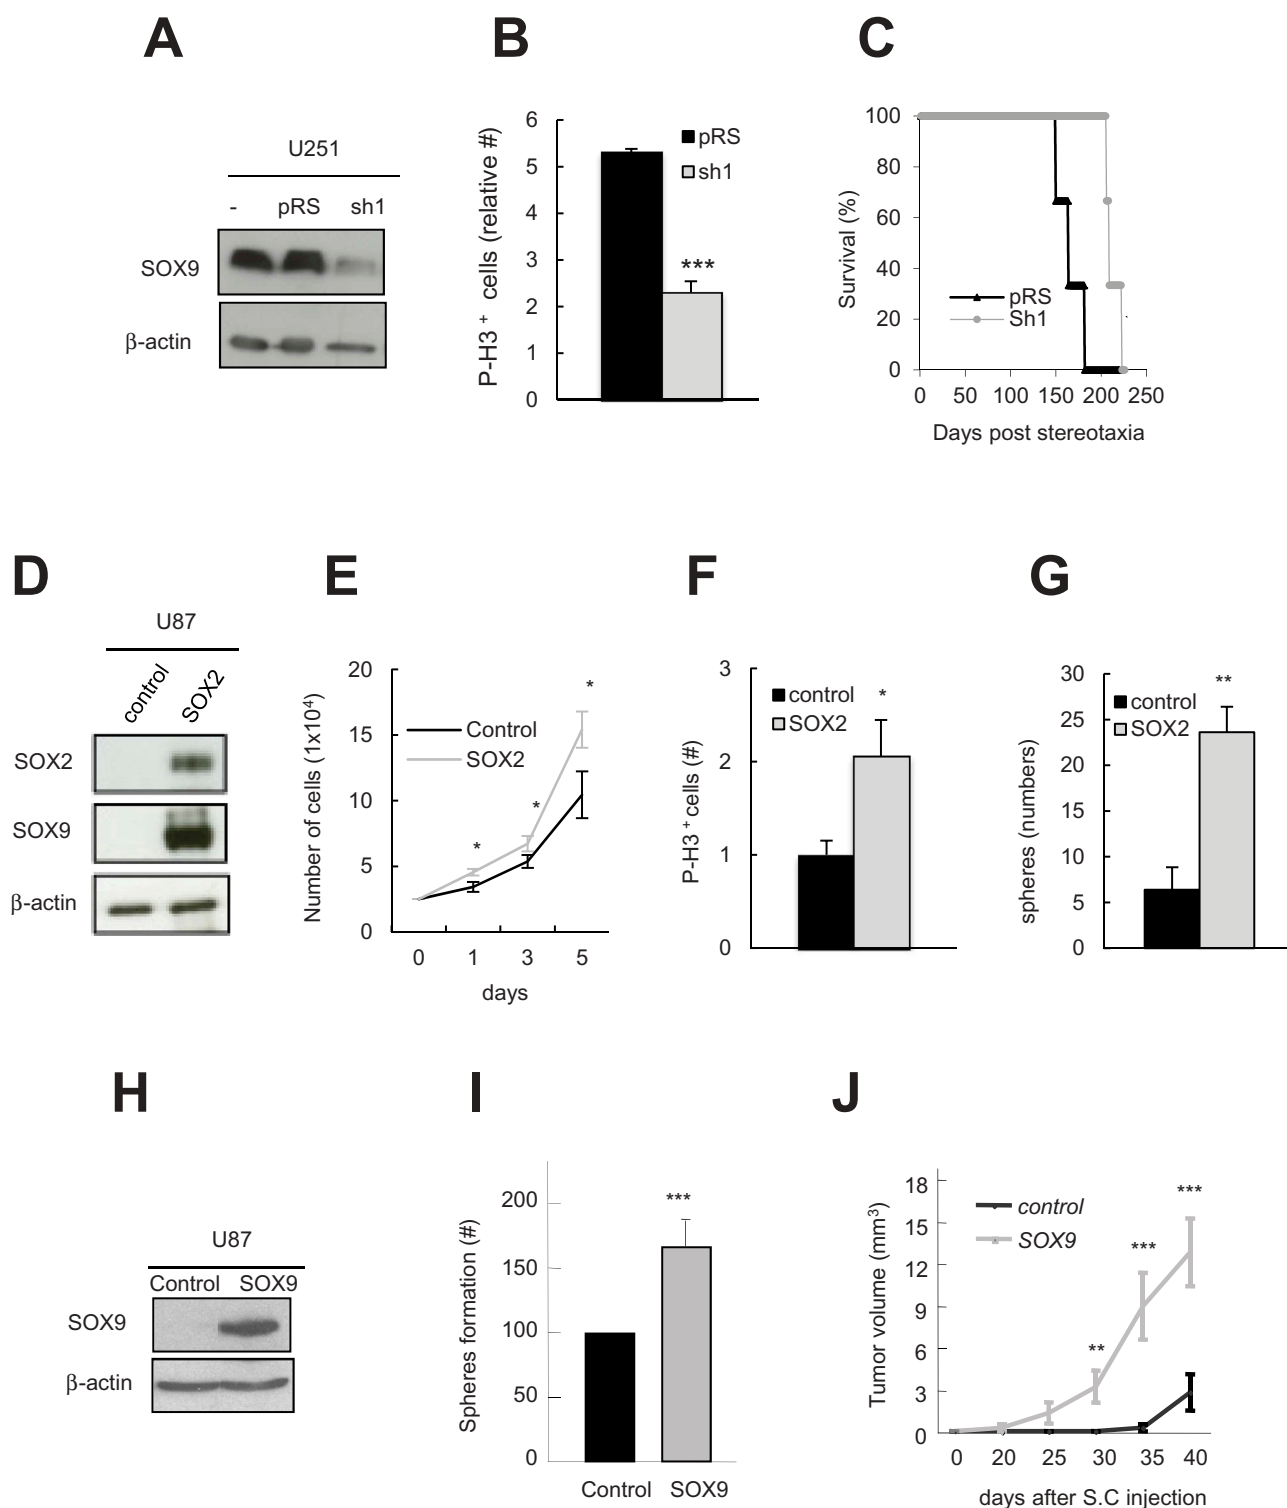 A
U251
- pRS sh1
SOX9
β-actin
B
P-H3 + cells (relative #)
6
5
4
3
2
1
0
pRS
sh1
***
C
Survival (%)
100
80
60
40
20
0
pRS
Sh1
0 50 100 150 200 250
Days post stereotaxia
D
U87
control SOX2
SOX2
SOX9
β-actin
E
Number of cells (1x10⁴)
20
15
10
5
0
Control
SOX2
*
*
*
0 1 3 5
days
F
P-H3 + cells (#)
3
2
1
0
control
SOX2
*
G
spheres (numbers)
30
25
20
15
10
5
0
control
SOX2
**
H
U87
Control SOX9
SOX9
β-actin
I
Spheres formation (#)
200
150
100
50
0
***
Control SOX9
J
Tumor volume (mm³)
18
15
12
9
6
3
0
control
SOX9
**
***
***
0 20 25 30 35 40
days after S.C injection